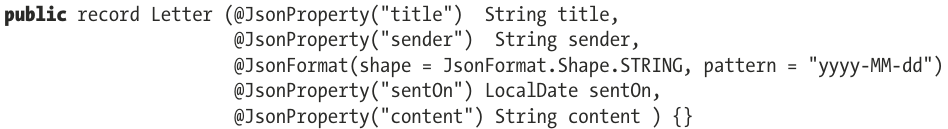 public record Letter (@JsonProperty("title")  String title,
                      @JsonProperty("sender")  String sender,
                      @JsonFormat(shape = JsonFormat.Shape.STRING, pattern = "yyyy-MM-dd")
                      @JsonProperty("sentOn") LocalDate sentOn,
                      @JsonProperty("content") String content ) {}